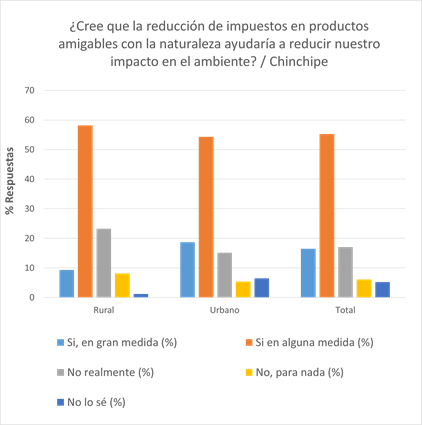 ¿Cree que la reducción de impuestos en productos
amigables con la naturaleza ayudaría a reducir nuestro
impacto en el ambiente? / Chinchipe
70
60
50
40
30
20
10
0
% Respuestas
Rural Urbano Total
Si, en gran medida (%) Si en alguna medida (%)
No realmente (%) No, para nada (%)
No lo sé (%)